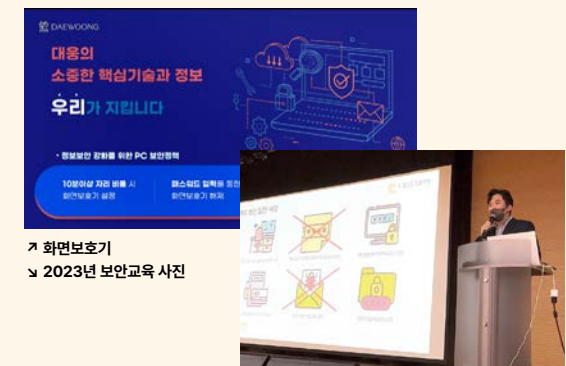 DAEWOONG
대웅의
소중한 핵심기술과 정보
우리가 지킵니다
• 정보보안 강화를 위한 PC 보안정책
10분이상 자리 비울 시
화면보호기 설정
패스워드 입력을 통한
화면보호기 해제
↗ 화면보호기
↘ 2023년 보안교육 사진